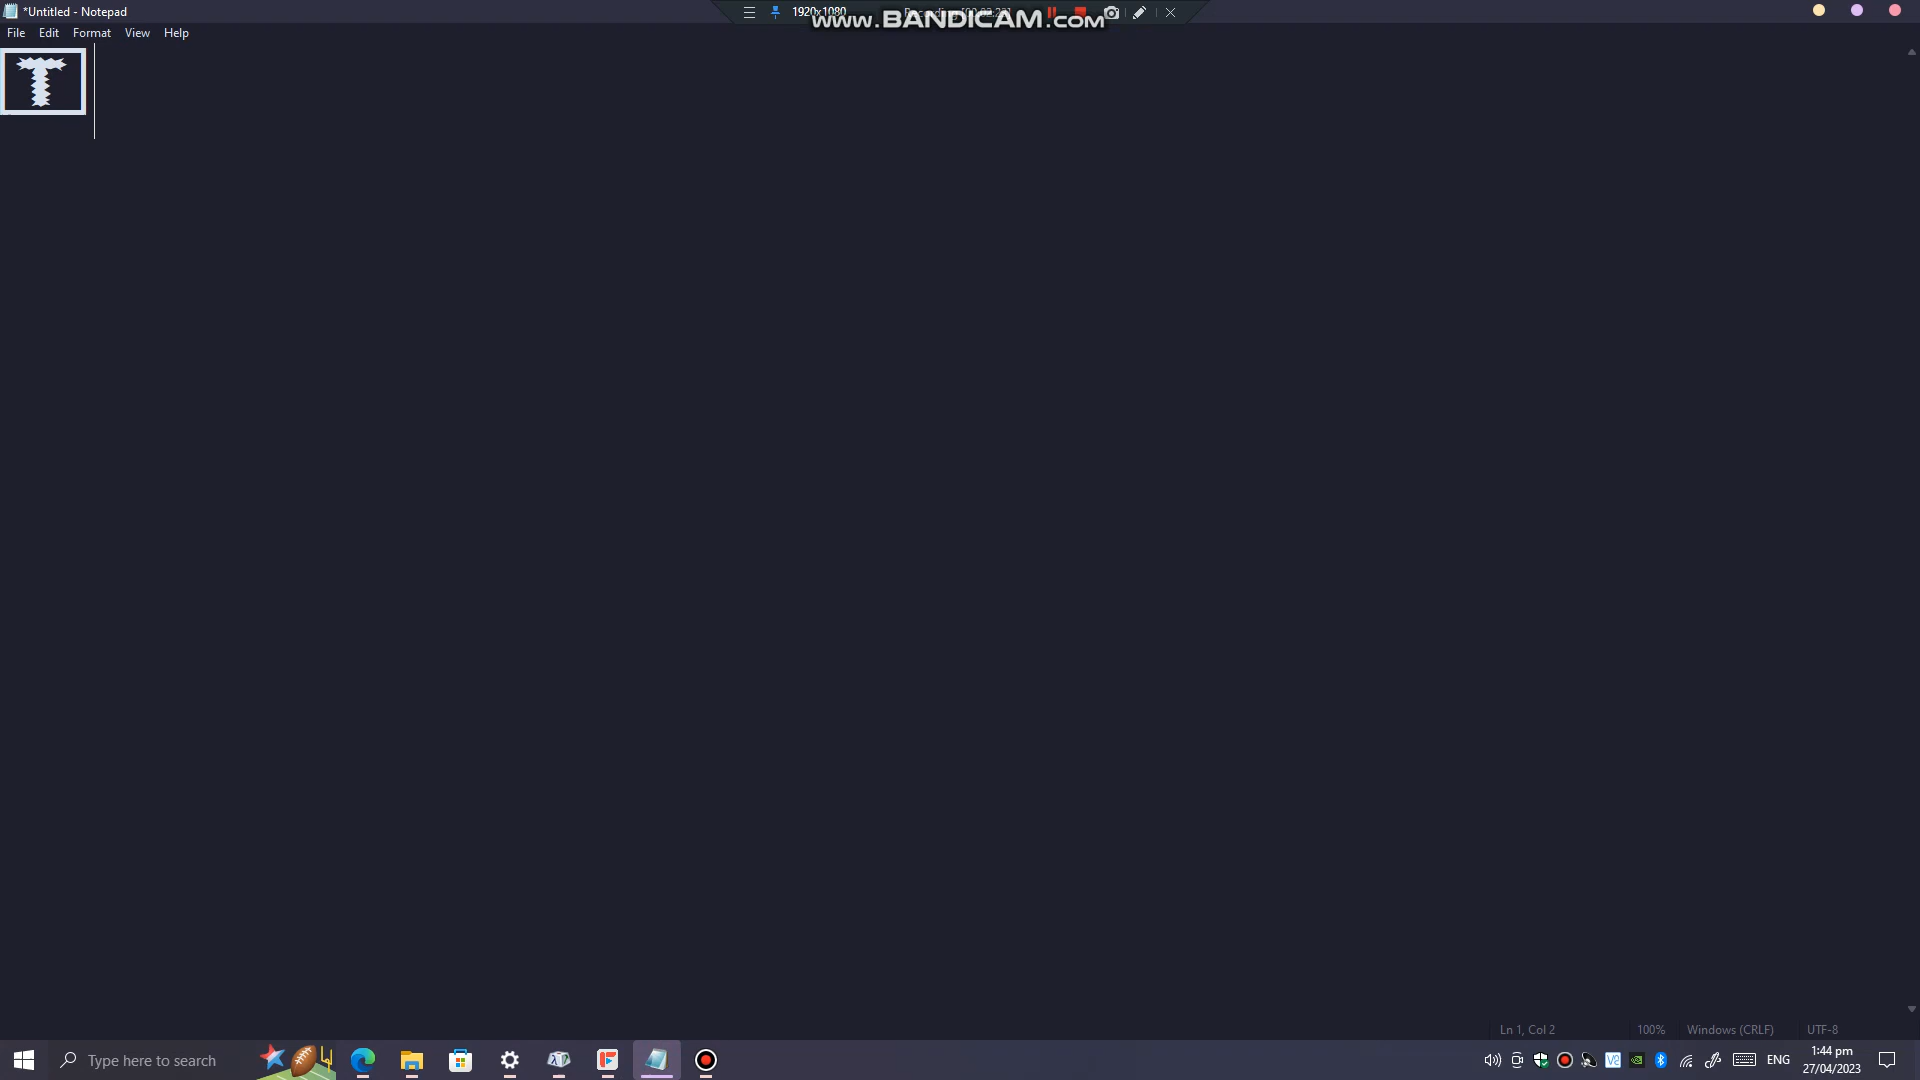 *Untitled - Notepad
1920x1080
www.BANDICAM.com
File Edit Format View Help
T
Ln 1, Col 2
100%
Windows (CRLF)
UTF-8
Type here to search
ENG
1:44 pm
27/04/2023